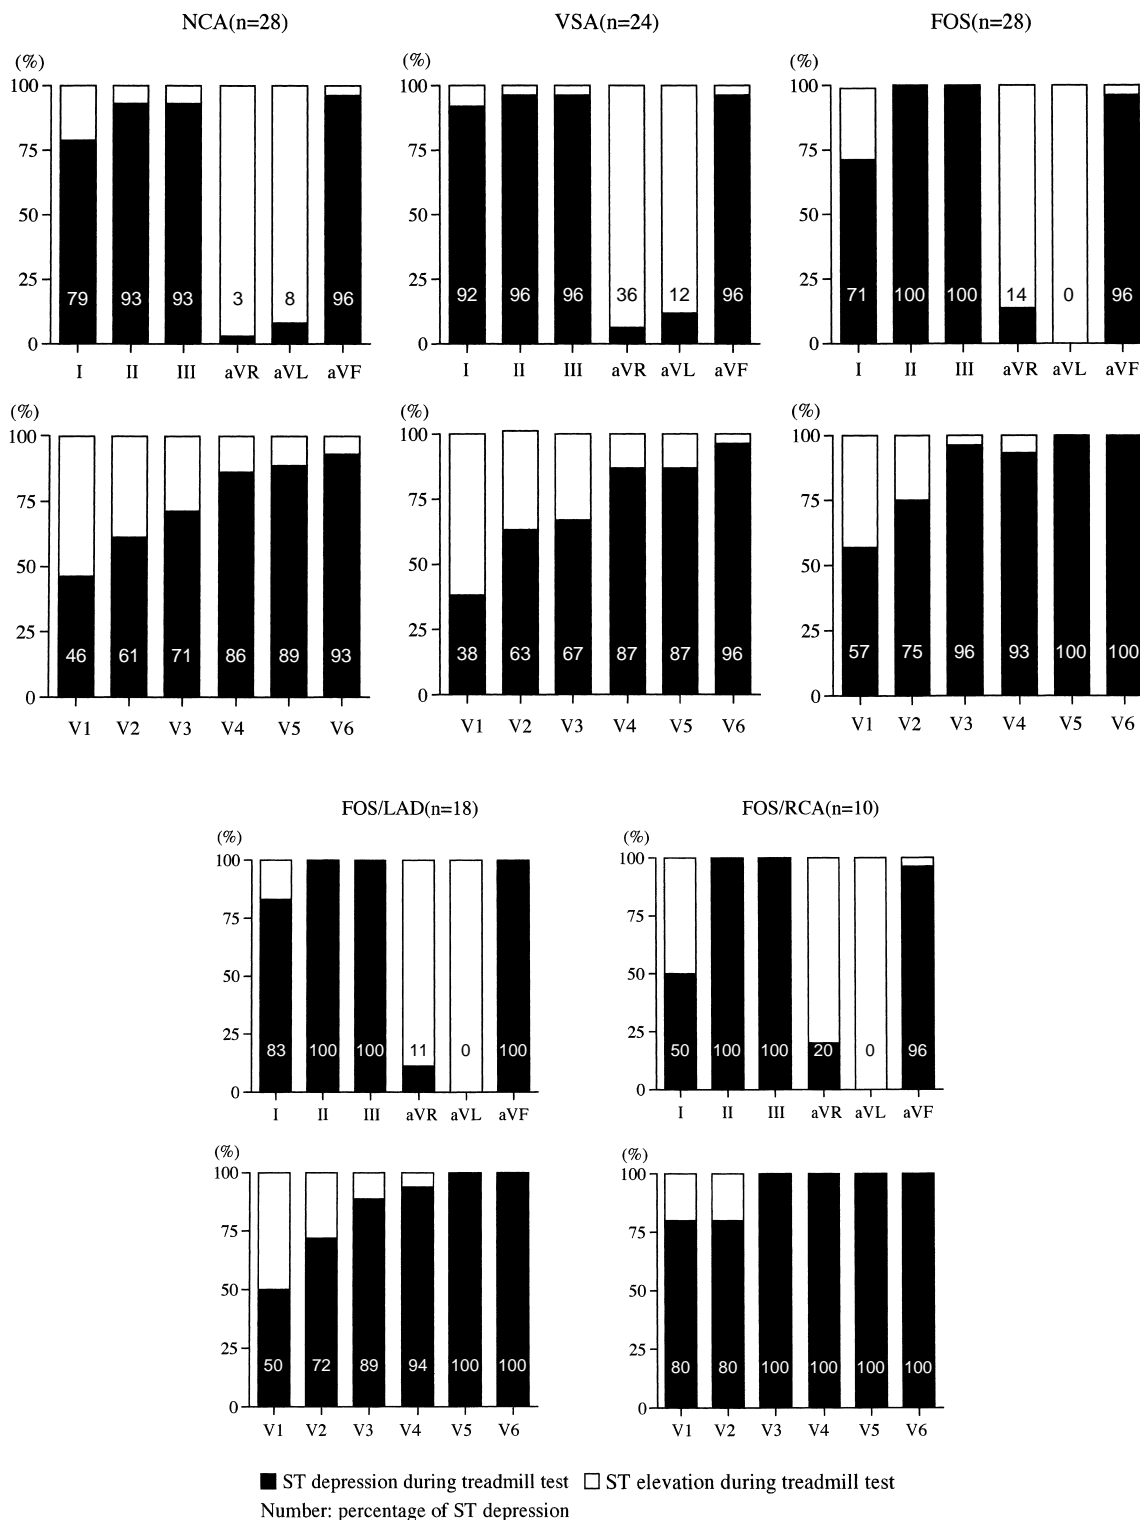 NCA(n=28)
VSA(n=24)
FOS(n=28)
(%)
100
75
50
25
0
79 93 93 3 8 96
I II III aVR aVL aVF
(%)
100
75
50
25
0
92 96 96 36 12 96
I II III aVR aVL aVF
(%)
100
75
50
25
0
71 100 100 14 0 96
I II III aVR aVL aVF
(%)
100
75
50
25
0
46 61 71 86 89 93
V1 V2 V3 V4 V5 V6
(%)
100
75
50
25
0
38 63 67 87 87 96
V1 V2 V3 V4 V5 V6
(%)
100
75
50
25
0
57 75 96 93 100 100
V1 V2 V3 V4 V5 V6
FOS/LAD(n=18)
FOS/RCA(n=10)
(%)
100
75
50
25
0
83 100 100 11 0 100
I II III aVR aVL aVF
(%)
100
75
50
25
0
50 100 100 20 0 96
I II III aVR aVL aVF
(%)
100
75
50
25
0
50 72 89 94 100 100
V1 V2 V3 V4 V5 V6
(%)
100
75
50
25
0
80 80 100 100 100 100
V1 V2 V3 V4 V5 V6
ST depression during treadmill test ST elevation during treadmill test
Number: percentage of ST depression